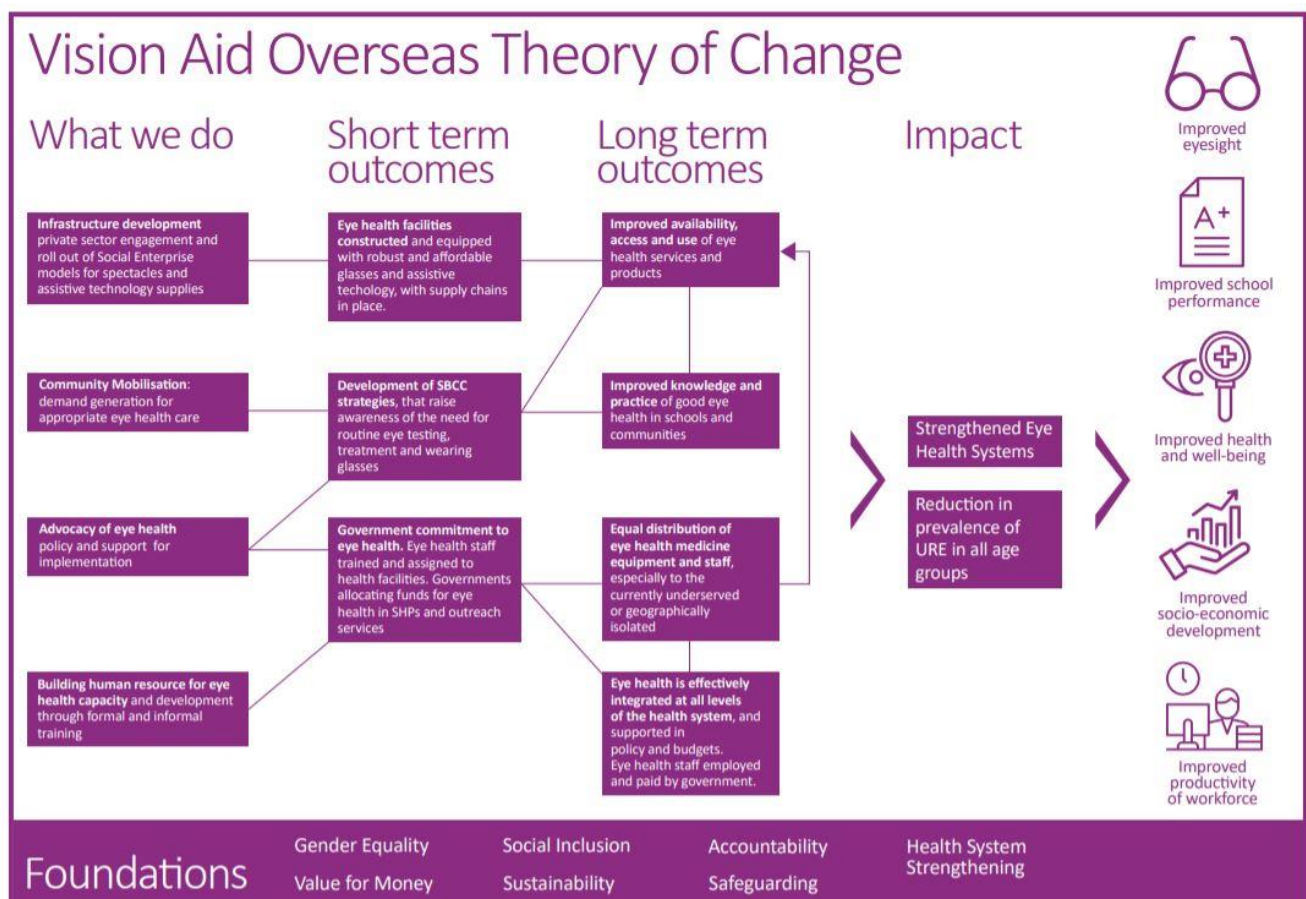 Vision Aid Overseas Theory of Change
What we do
Short term
outcomes
Long term
outcomes
Impact
Infrastructure development
private sector engagement and
roll out of Social Enterprise
models for spectacles and
assistive technology supplies
Eye health facilities
constructed and equipped
with robust and affordable
glasses and assistive
techology, with supply chains
in place.
Improved availability,
access and use of eye
health services and
products
Community Mobilisation:
demand generation for
appropriate eye health care
Development of SBCC
strategies, that raise
awareness of the need for
routine eye testing,
treatment and wearing
glasses
Improved knowledge and
practice of good eye
health in schools and
communities
Advocacy of eye health
policy and support for
implementation
Government commitment to
eye health. Eye health staff
trained and assigned to
health facilities. Governments
allocating funds for eye
health in SHPs and outreach
services
Equal distribution of
eye health medicine
equipment and staff,
especially to the
currently underserved
or geographically
isolated
Building human resource for eye
health capacity and development
through formal and informal
training
Eye health is effectively
integrated at all levels
of the health system, and
supported in
policy and budgets.
Eye health staff employed
and paid by government.
Strengthened Eye
Health Systems
Reduction in
prevalence of
URE in all age
groups
Improved
eyesight
A+
Improved school
performance
Improved health
and well-being
Improved
socio-economic
development
Improved
productivity
of workforce
Foundations
Gender Equality
Value for Money
Social Inclusion
Sustainability
Accountability
Safeguarding
Health System
Strengthening